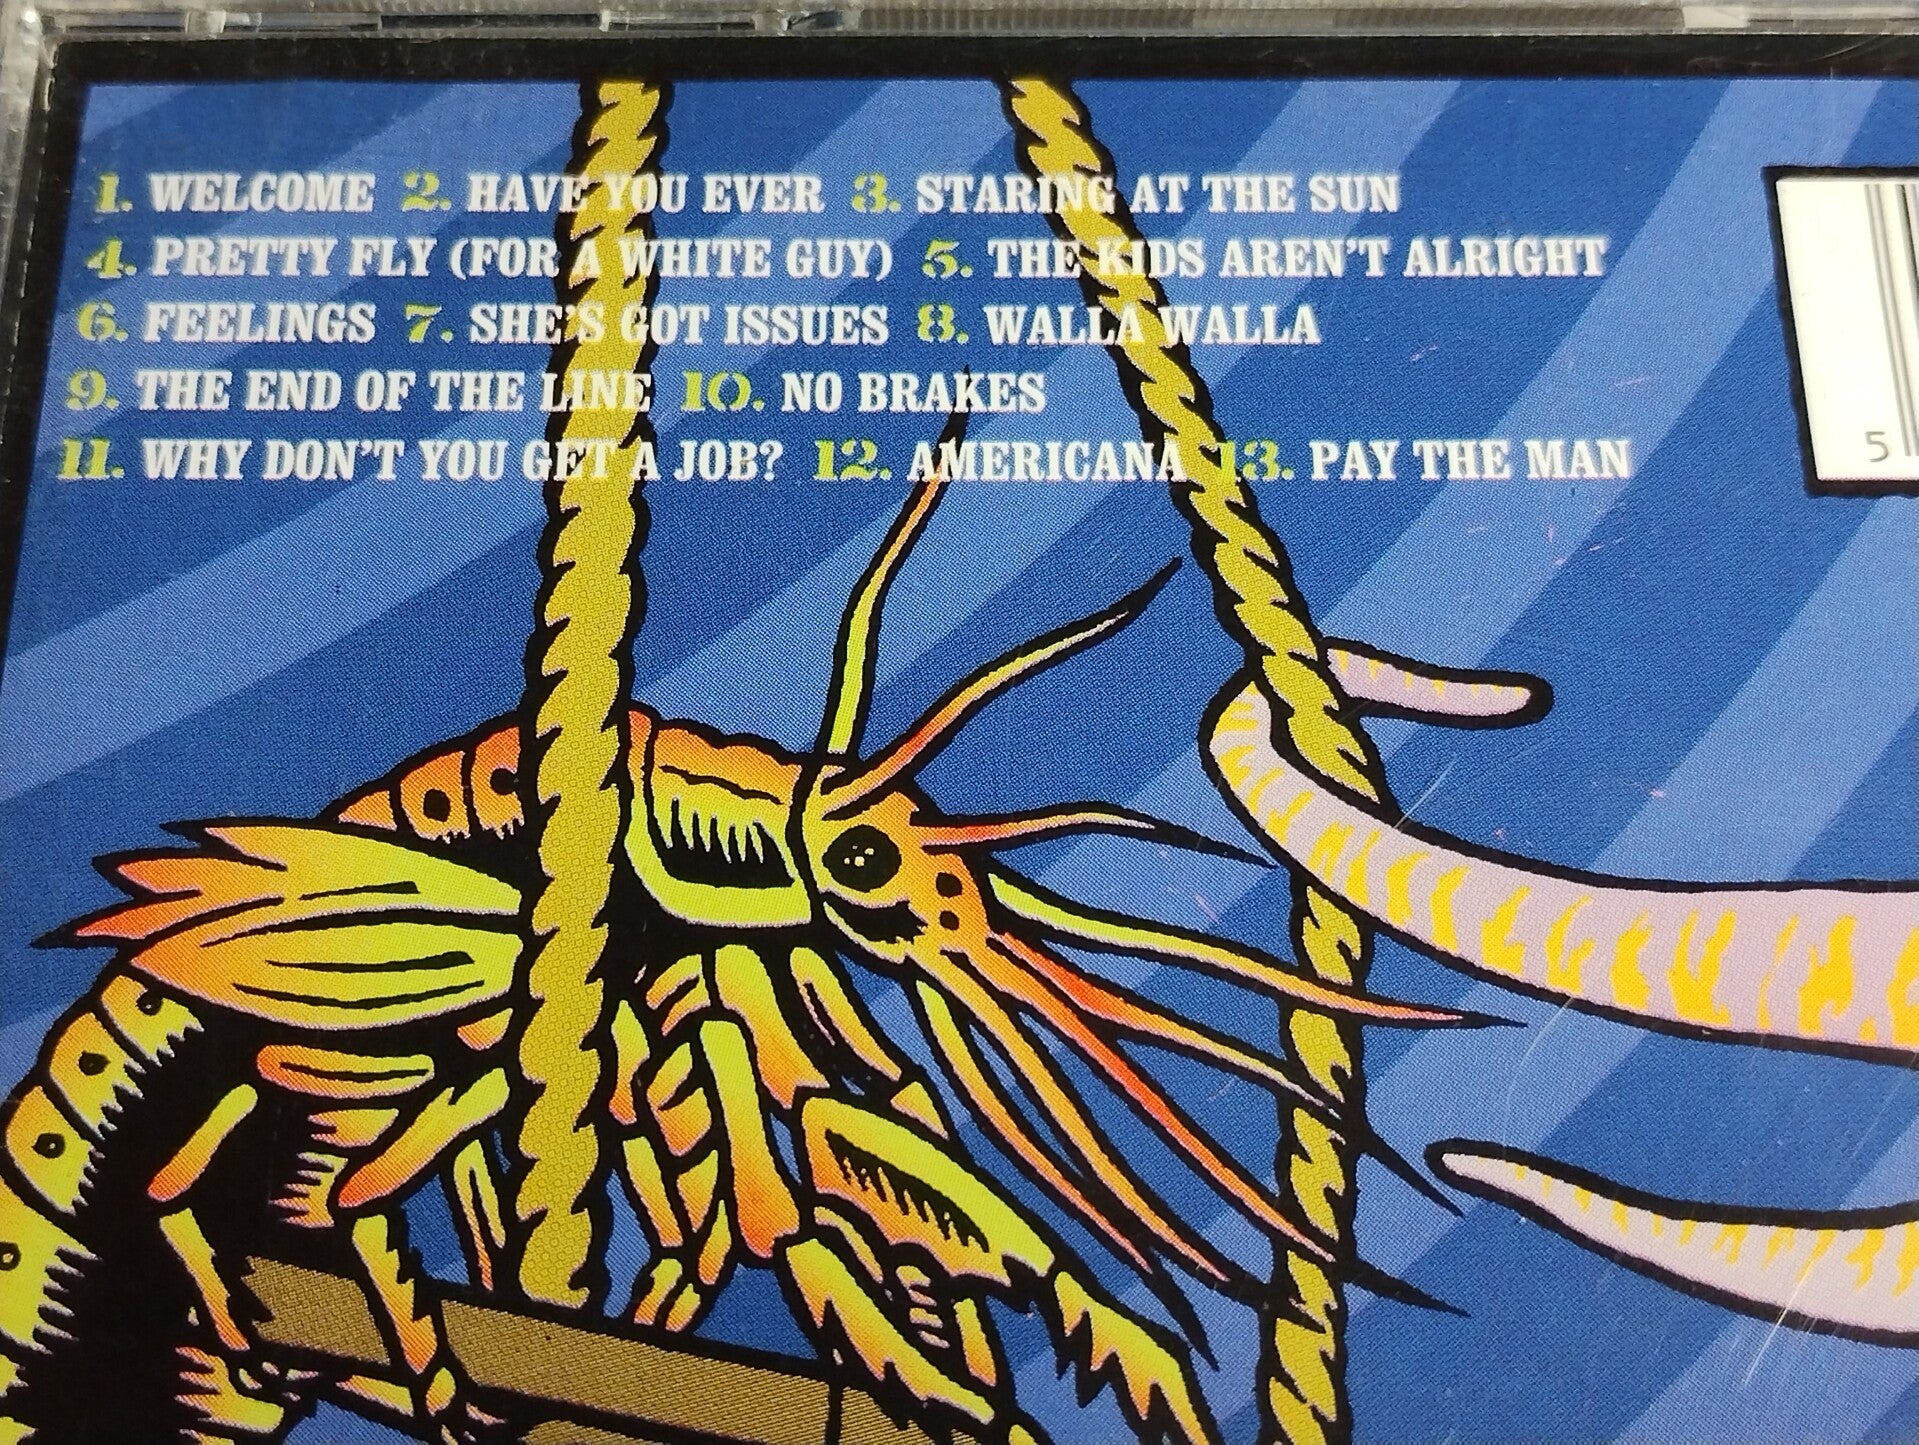 1. WELCOME 2. HAVE YOU EVER 3. STARING AT THE SUN
4. PRETTY FLY (FOR A WHITE GUY) 5. THE KIDS AREN'T ALRIGHT
6. FEELINGS 7. SHE'S GOT ISSUES 8. WALLA WALLA
9. THE END OF THE LINE 10. NO BRAKES
11. WHY DON'T YOU GET A JOB? 12. AMERICANA 13. PAY THE MAN
5